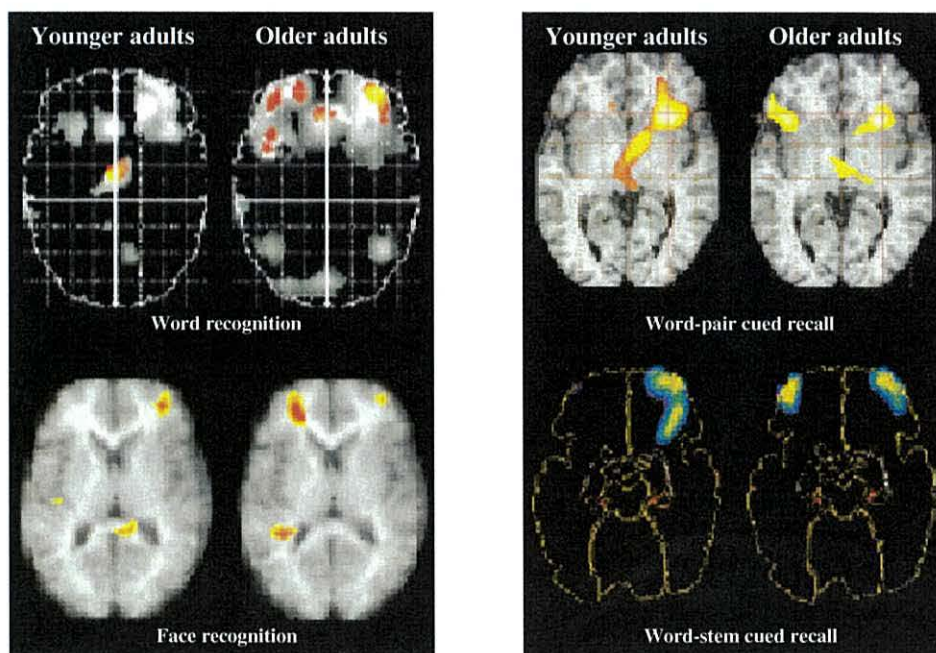 Younger adults Older adults
Word recognition
Face recognition
Younger adults Older adults
Word-pair cued recall
Word-stem cued recall